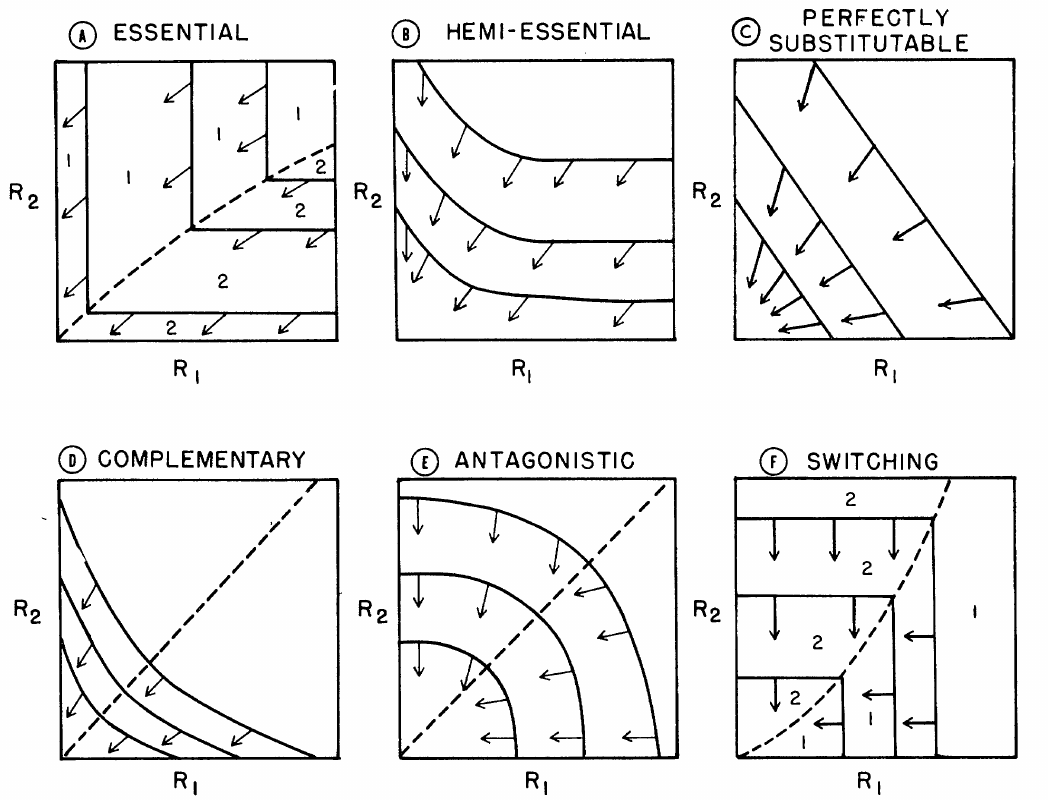 A ESSENTIAL
B HEMI-ESSENTIAL
C PERFECTLY
SUBSTITUTABLE
1
1
1
1
2
2
2
2
R2
R1
R2
R1
R2
R1
D COMPLEMENTARY
E ANTAGONISTIC
F SWITCHING
R2
R1
R2
R1
2
2
2
2
1
1
1
R2
R1